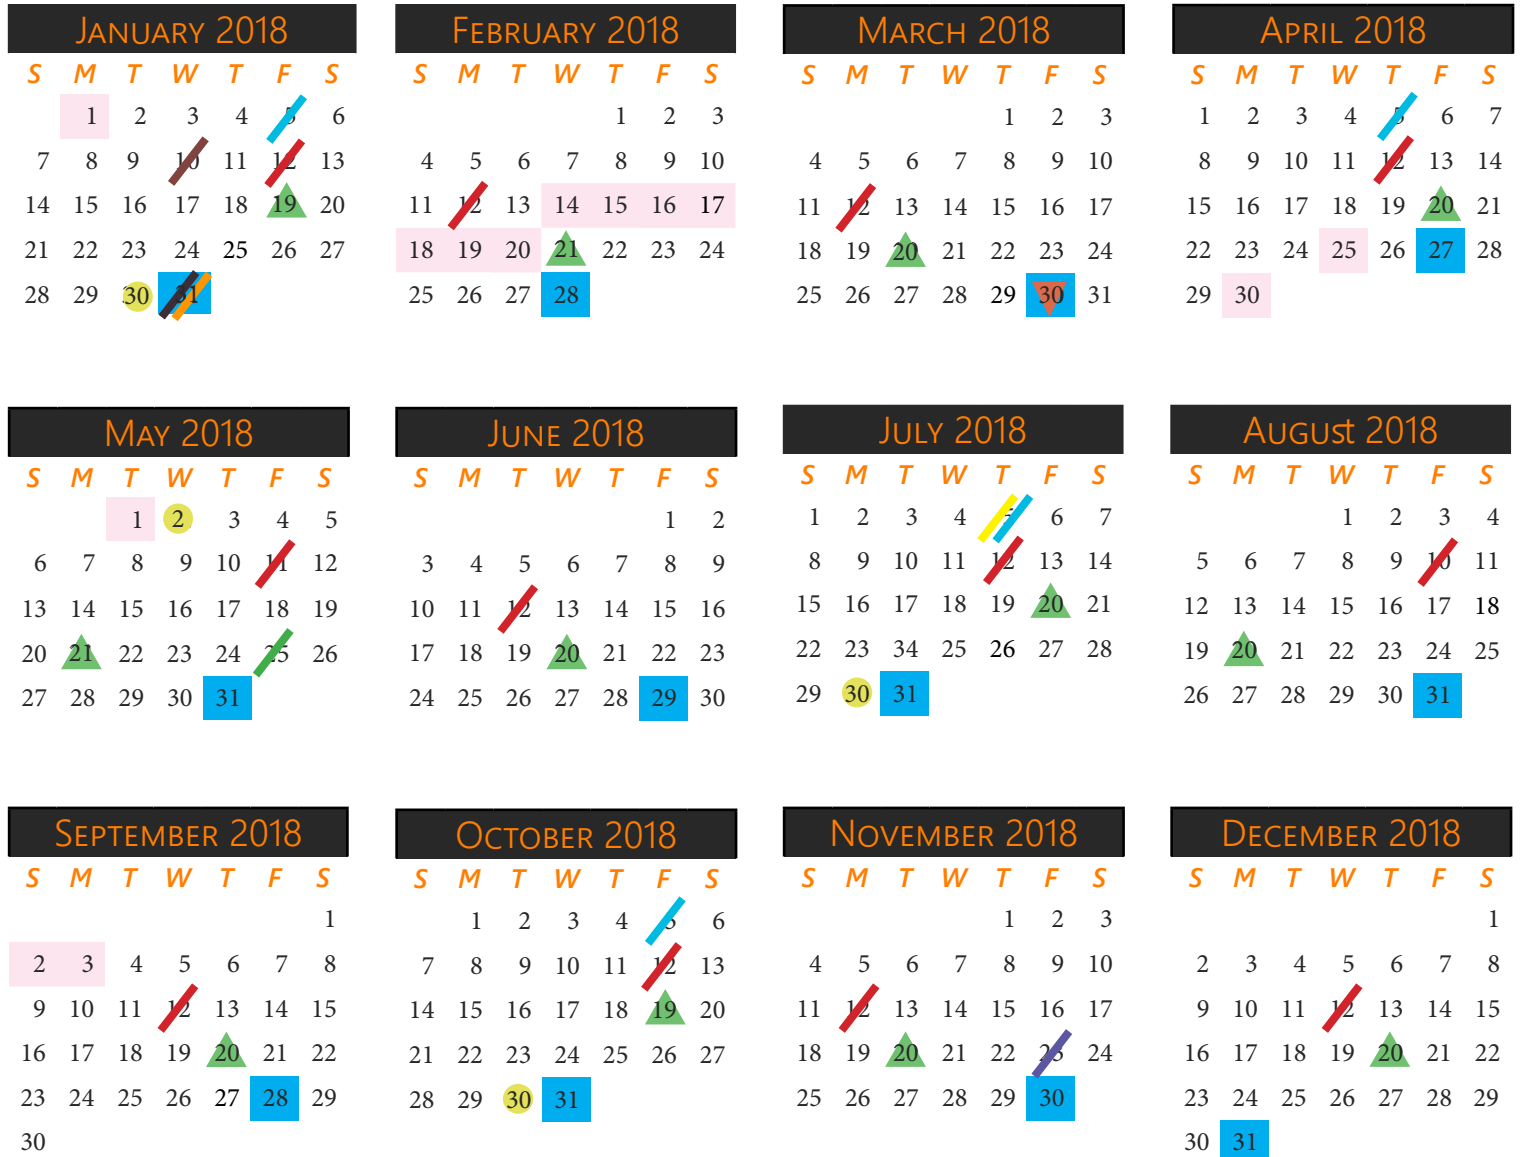 JANUARY 2018
S M T W T F S
1 2 3 4 5 6
7 8 9 10 11 12 13
14 15 16 17 18 19 20
21 22 23 24 25 26 27
28 29 30 31
FEBRUARY 2018
S M T W T F S
1 2 3
4 5 6 7 8 9 10
11 12 13 14 15 16 17
18 19 20 21 22 23 24
25 26 27 28
MARCH 2018
S M T W T F S
1 2 3
4 5 6 7 8 9 10
11 12 13 14 15 16 17
18 19 20 21 22 23 24
25 26 27 28 29 30 31
APRIL 2018
S M T W T F S
1 2 3 4 5 6 7
8 9 10 11 12 13 14
15 16 17 18 19 20 21
22 23 24 25 26 27 28
29 30
MAY 2018
S M T W T F S
1 2 3 4 5
6 7 8 9 10 11 12
13 14 15 16 17 18 19
20 21 22 23 24 25 26
27 28 29 30 31
JUNE 2018
S M T W T F S
1 2
3 4 5 6 7 8 9
10 11 12 13 14 15 16
17 18 19 20 21 22 23
24 25 26 27 28 29 30
JULY 2018
S M T W T F S
1 2 3 4 5 6 7
8 9 10 11 12 13 14
15 16 17 18 19 20 21
22 23 34 25 26 27 28
29 30 31
AUGUSt 2018
S M T W T F S
1 2 3 4
5 6 7 8 9 10 11
12 13 14 15 16 17 18
19 20 21 22 23 24 25
26 27 28 29 30 31
SEPTEMBER 2018
S M T W T F S
1
2 3 4 5 6 7 8
9 10 11 12 13 14 15
16 17 18 19 20 21 22
23 24 25 26 27 28 29
30
OCTOBER 2018
S M T W T F S
1 2 3 4 5 6
7 8 9 10 11 12 13
14 15 16 17 18 19 20
21 22 23 24 25 26 27
28 29 30 31
NOVEMBER 2018
S M T W T F S
1 2 3
4 5 6 7 8 9 10
11 12 13 14 15 16 17
18 19 20 21 22 23 24
25 26 27 28 29 30
DECEMBER 2018
S M T W T F S
1
2 3 4 5 6 7 8
9 10 11 12 13 14 15
16 17 18 19 20 21 22
23 24 25 26 27 28 29
30 31